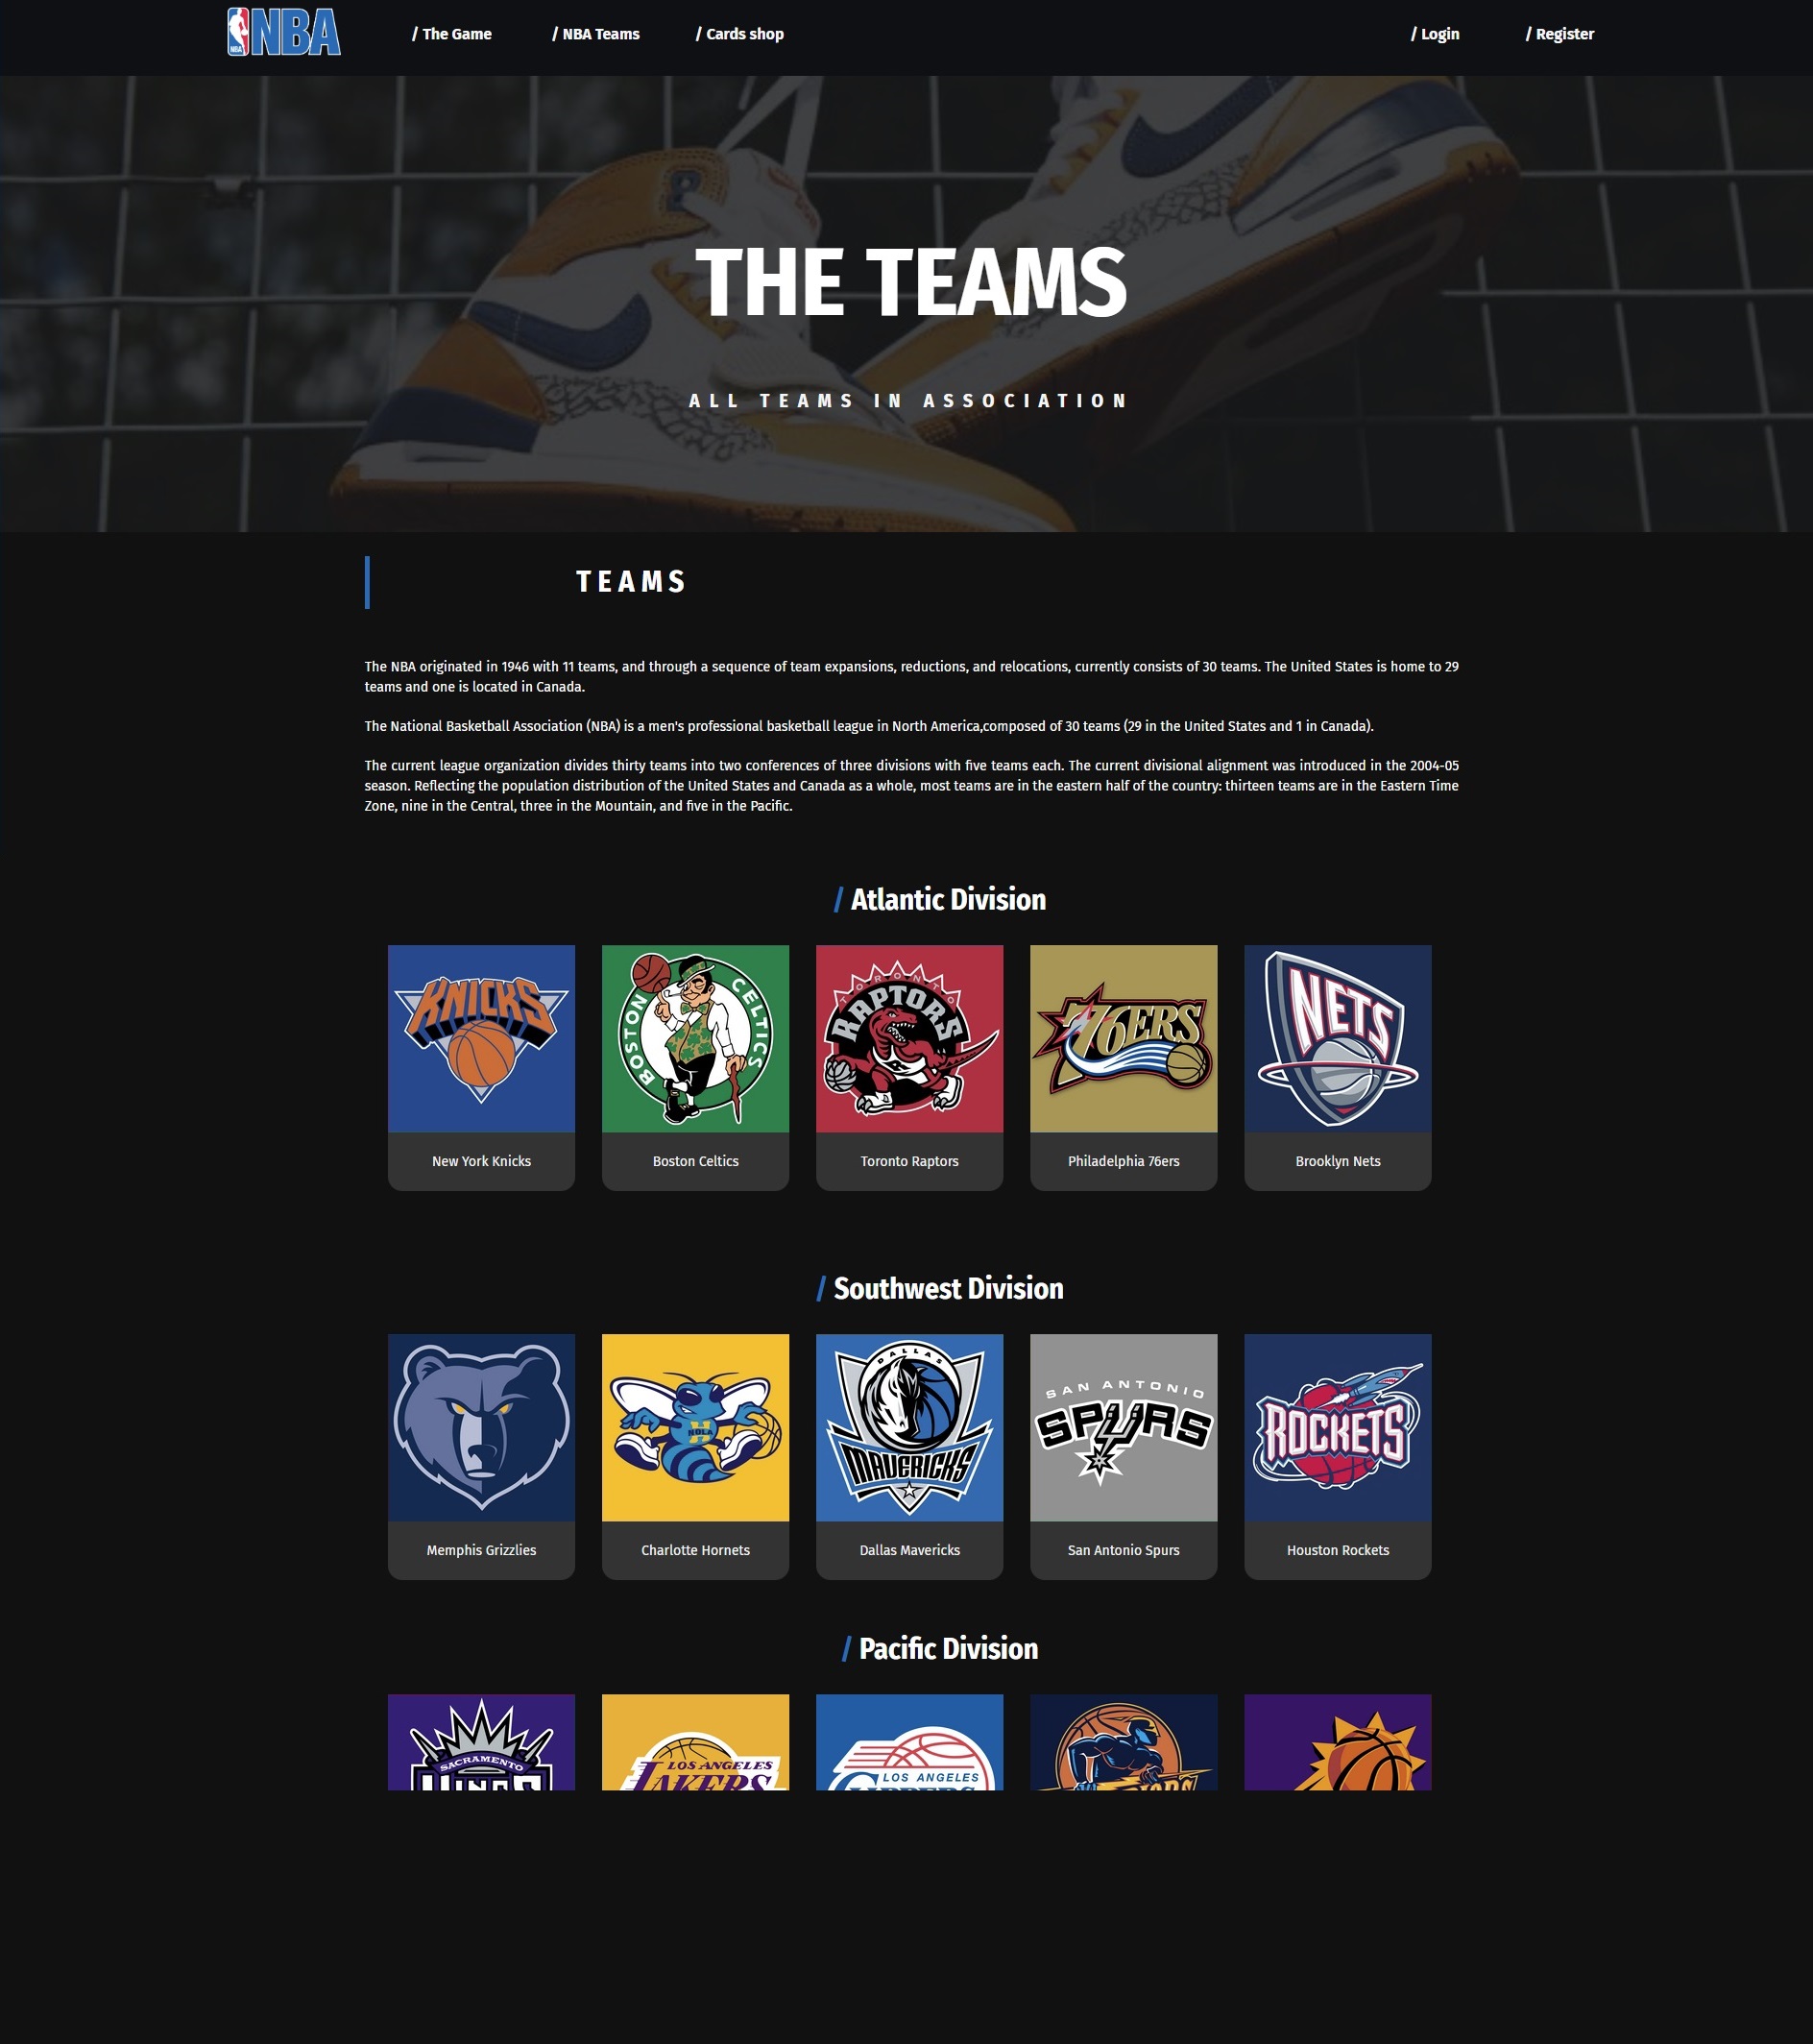 NBA NBA / The Game / NBA Teams / Cards shop / Login / Register
THE TEAMS
ALL TEAMS IN ASSOCIATION
TEAMS
The NBA originated in 1946 with 11 teams, and through a sequence of team expansions, reductions, and relocations, currently consists of 30 teams. The United States is home to 29
teams and one is located in Canada.
The National Basketball Association (NBA) is a men's professional basketball league in North America,composed of 30 teams (29 in the United States and 1 in Canada).
The current league organization divides thirty teams into two conferences of three divisions with five teams each. The current divisional alignment was introduced in the 2004-05
season. Reflecting the population distribution of the United States and Canada as a whole, most teams are in the eastern half of the country: thirteen teams are in the Eastern Time
Zone, nine in the Central, three in the Mountain, and five in the Pacific.
/ Atlantic Division
KNICKS
BOSTON CELTICS
TORONTO
RAPTORS
76ERS
NETS
New York Knicks
Boston Celtics
Toronto Raptors
Philadelphia 76ers
Brooklyn Nets
/ Southwest Division
NOLA
DALLAS
MAVERICKS
SAN ANTONIO
SPURS
ROCKETS
Memphis Grizzlies
Charlotte Hornets
Dallas Mavericks
San Antonio Spurs
Houston Rockets
/ Pacific Division
SACRAMENTO
KINGS
LOS ANGELES
LAKERS
LOS ANGELES